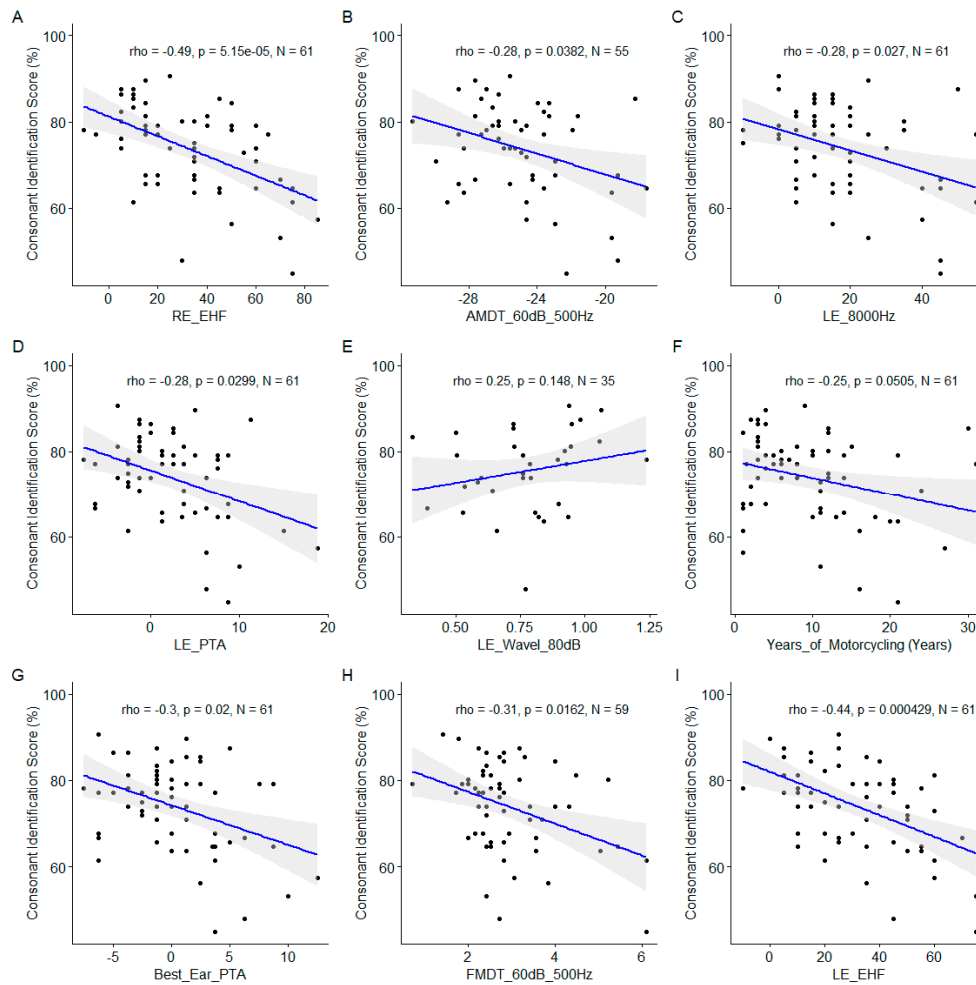 A
rho = -0.49, p = 5.15e-05, N = 61
Consonant Identification Score (%)
100
80
60
0 20 40 60 80
RE_EHF
B
rho = -0.28, p = 0.0382, N = 55
Consonant Identification Score (%)
100
80
60
-28 -24 -20
AMDT_60dB_500Hz
C
rho = -0.28, p = 0.027, N = 61
Consonant Identification Score (%)
100
80
60
0 20 40
LE_8000Hz
D
rho = -0.28, p = 0.0299, N = 61
Consonant Identification Score (%)
100
80
60
0 10 20
LE_PTA
E
rho = 0.25, p = 0.148, N = 35
Consonant Identification Score (%)
100
80
60
0.50 0.75 1.00 1.25
LE_WaveI_80dB
F
rho = -0.25, p = 0.0505, N = 61
Consonant Identification Score (%)
100
80
60
0 10 20 30
Years_of_Motorcycling (Years)
G
rho = -0.3, p = 0.02, N = 61
Consonant Identification Score (%)
100
80
60
-5 0 5 10
Best_Ear_PTA
H
rho = -0.31, p = 0.0162, N = 59
Consonant Identification Score (%)
100
80
60
2 4 6
FMDT_60dB_500Hz
I
rho = -0.44, p = 0.000429, N = 61
Consonant Identification Score (%)
100
80
60
0 20 40 60
LE_EHF